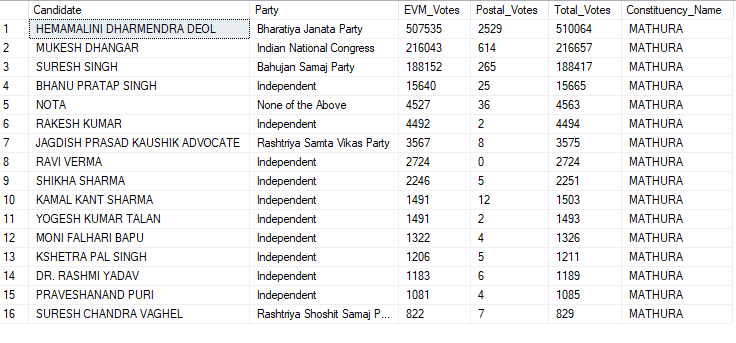 Candidate Party EVM_Votes Postal_Votes Total_Votes Constituency_Name
1 HEMAMALINI DHARMENDRA DEOL Bharatiya Janata Party 507535 2529 510064 MATHURA
2 MUKESH DHANGAR Indian National Congress 216043 614 216657 MATHURA
3 SURESH SINGH Bahujan Samaj Party 188152 265 188417 MATHURA
4 BHANU PRATAP SINGH Independent 15640 25 15665 MATHURA
5 NOTA None of the Above 4527 36 4563 MATHURA
6 RAKESH KUMAR Independent 4492 2 4494 MATHURA
7 JAGDISH PRASAD KAUSHIK ADVOCATE Rashtriya Samta Vikas Party 3567 8 3575 MATHURA
8 RAVI VERMA Independent 2724 0 2724 MATHURA
9 SHIKHA SHARMA Independent 2246 5 2251 MATHURA
10 KAMAL KANT SHARMA Independent 1491 12 1503 MATHURA
11 YOGESH KUMAR TALAN Independent 1491 2 1493 MATHURA
12 MONI FALHARI BAPU Independent 1322 4 1326 MATHURA
13 KSHETRA PAL SINGH Independent 1206 5 1211 MATHURA
14 DR. RASHMI YADAV Independent 1183 6 1189 MATHURA
15 PRAVESHANAND PURI Independent 1081 4 1085 MATHURA
16 SURESH CHANDRA VAGHEL Rashtriya Shoshit Samaj P... 822 7 829 MATHURA